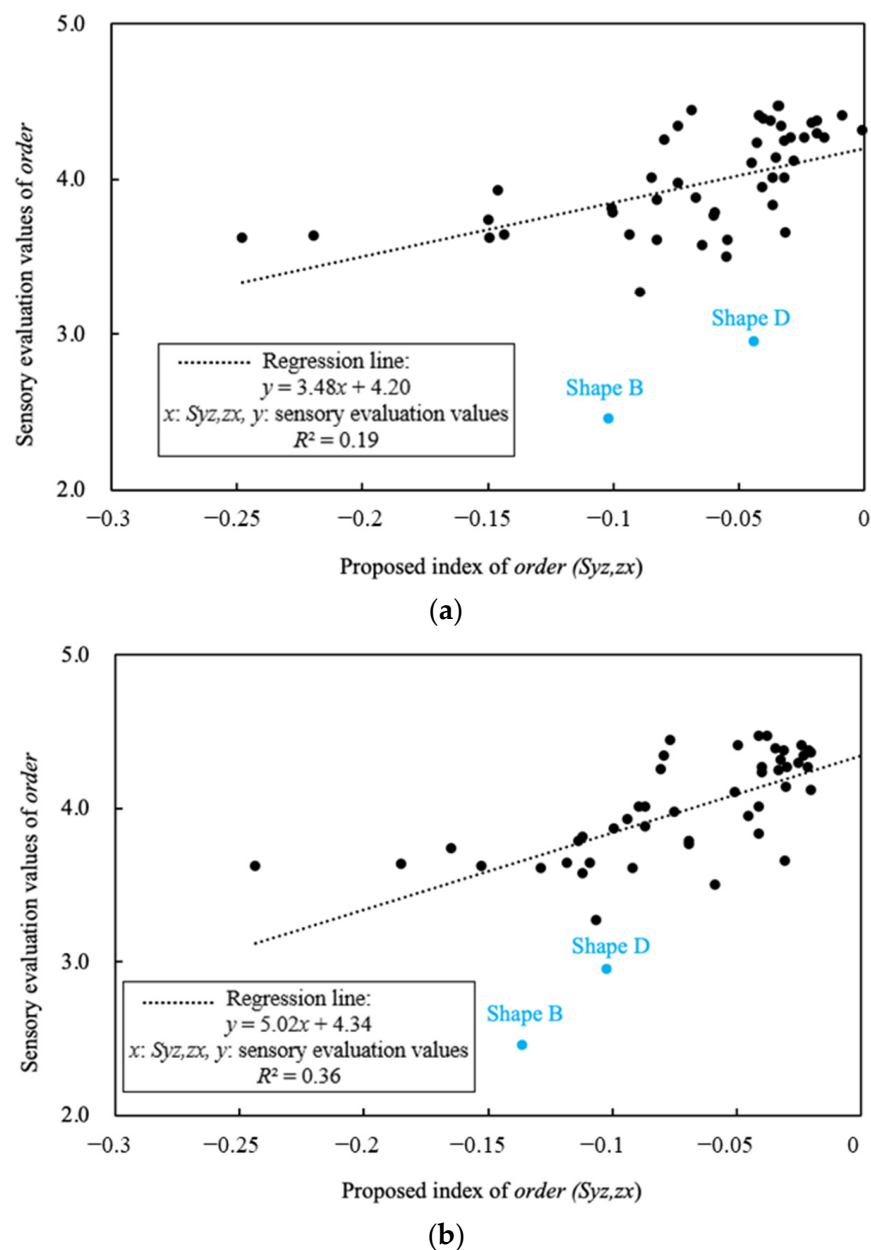 5.0
4.0
3.0
2.0
Sensory evaluation values of order
Shape D
Shape B
Regression line:
y = 3.48x + 4.20
x: Syz,zx, y: sensory evaluation values
R² = 0.19
−0.3 −0.25 −0.2 −0.15 −0.1 −0.05 0
Proposed index of order (Syz,zx)
(a)
5.0
4.0
3.0
2.0
Sensory evaluation values of order
Shape D
Shape B
Regression line:
y = 5.02x + 4.34
x: Syz,zx, y: sensory evaluation values
R² = 0.36
−0.3 −0.25 −0.2 −0.15 −0.1 −0.05 0
Proposed index of order (Syz,zx)
(b)